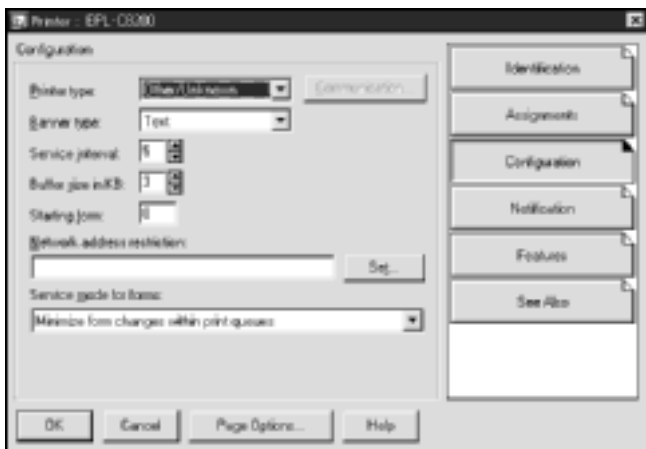 Printer : EPL-C8200
Configuration
Printer type: Other/Unknown Communication...
Banner type: Text
Service interval: 5
Buffer size in KB: 3
Starting form: 0
Network address restriction:
Set...
Service mode for forms:
Minimize form changes within print queues
Identification
Assignments
Configuration
Notification
Features
See Also
OK Cancel Page Options... Help